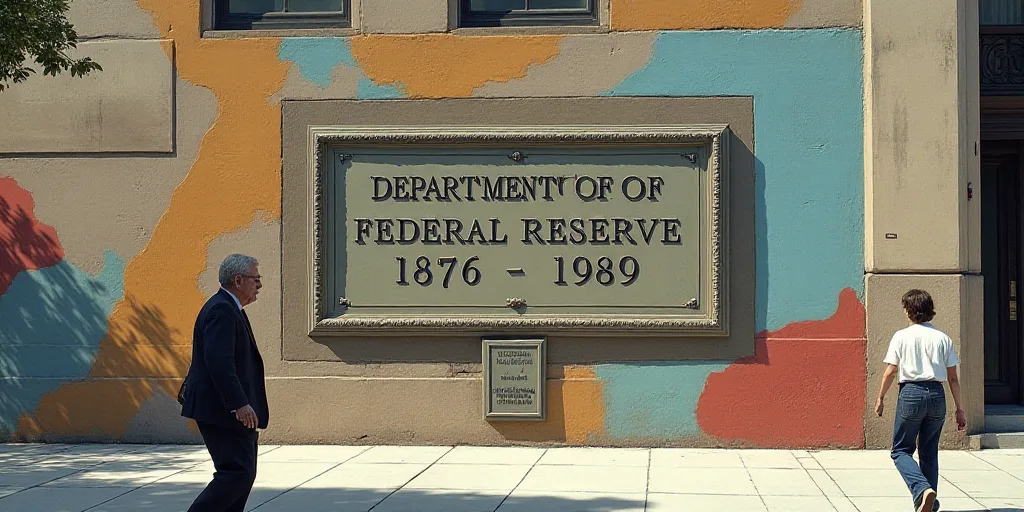 DEPARTMENT' OF OF
FEDERAL RESERVE
1876 - 1989